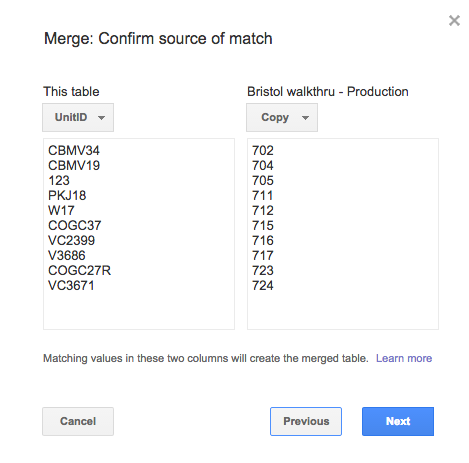 Merge: Confirm source of match
This table
UnitID
CBMV34
CBMV19
123
PKJ18
W17
COGC37
VC2399
V3686
COGC27R
VC3671
Bristol walkthru - Production
Copy
702
704
705
711
712
715
716
717
723
724
Matching values in these two columns will create the merged table. Learn more
Cancel
Previous
Next